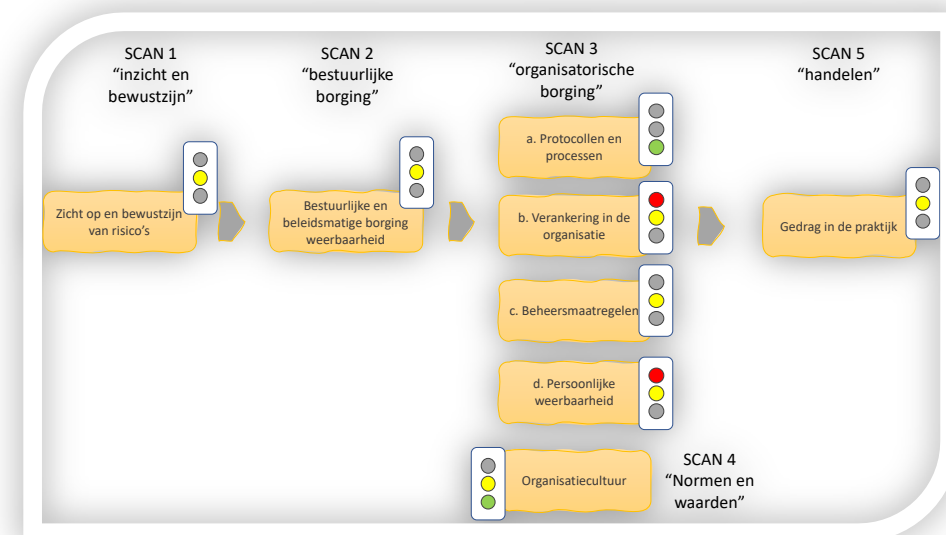 SCAN 1
“inzicht en
bewustzijn”
Zicht op en bewustzijn
van risico’s
SCAN 2
“bestuurlijke
borging”
Bestuurlijke en
beleidsmatige borging
weerbaarheid
SCAN 3
“organisatorische
borging”
a. Protocollen en
processen
b. Verankering in de
organisatie
c. Beheersmaatregelen
d. Persoonlijke
weerbaarheid
Organisatiecultuur
SCAN 4
“Normen en
waarden”
SCAN 5
“handelen”
Gedrag in de praktijk